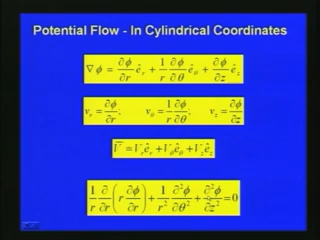 Potential Flow - In Cylindrical Coordinates
∇φ = ∂φ/∂r ê_r + 1/r ∂φ/∂θ ê_θ + ∂φ/∂z ê_z
v_r = ∂φ/∂r; v_θ = 1/r ∂φ/∂θ; v_z = ∂φ/∂z
V̅ = V_r ê_r + V_θ ê_θ + V_z ê_z
1/r ∂/∂r (r ∂φ/∂r) + 1/r² ∂²φ/∂θ² + ∂²φ/∂z² = 0